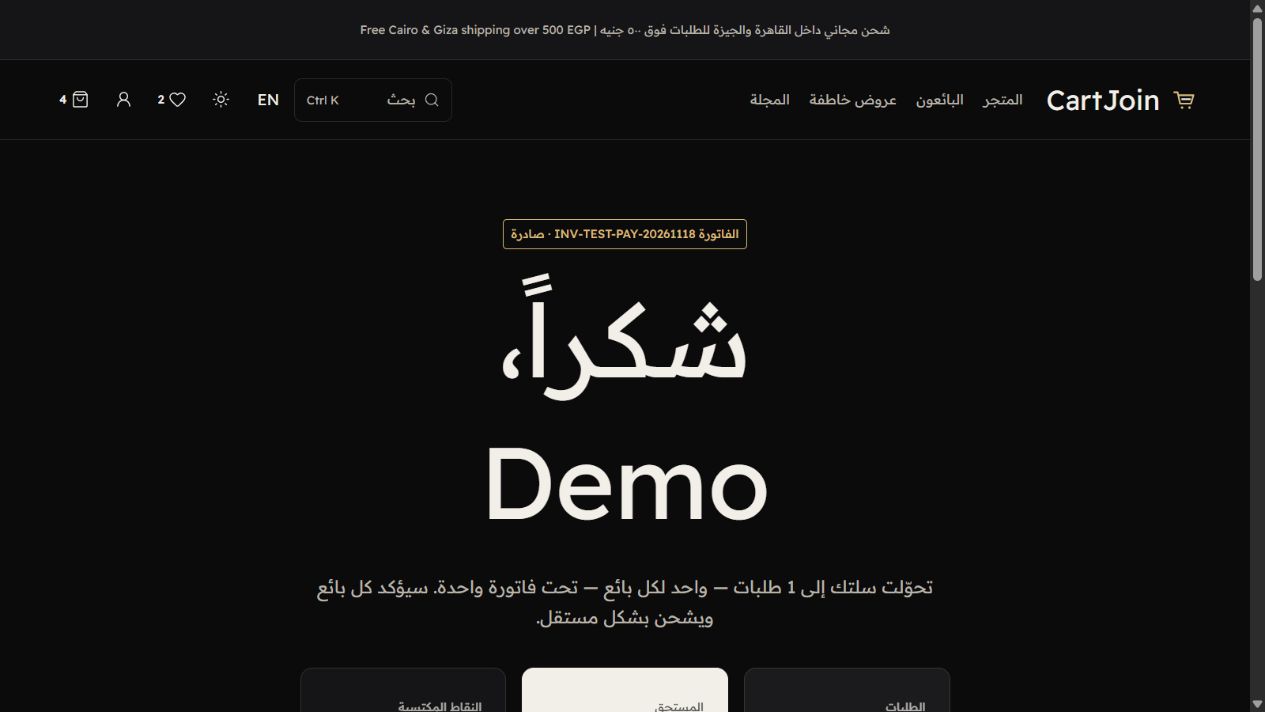 شحن مجاني داخل القاهرة والجيزة للطلبات فوق ٥٠٠ جنيه | Free Cairo & Giza shipping over 500 EGP
CartJoin
المتجر
البائعون
عروض خاطفة
المجلة
بحث
Ctrl K
EN
2
4
الفاتورة INV-TEST-PAY-20261118 · صادرة
شكراً،
Demo
تحوّلت سلتك إلى 1 طلبات — واحد لكل بائع — تحت فاتورة واحدة. سيؤكد كل بائع
ويشحن بشكل مستقل.
الطلبات
المستحق
النقاط المكتسبة